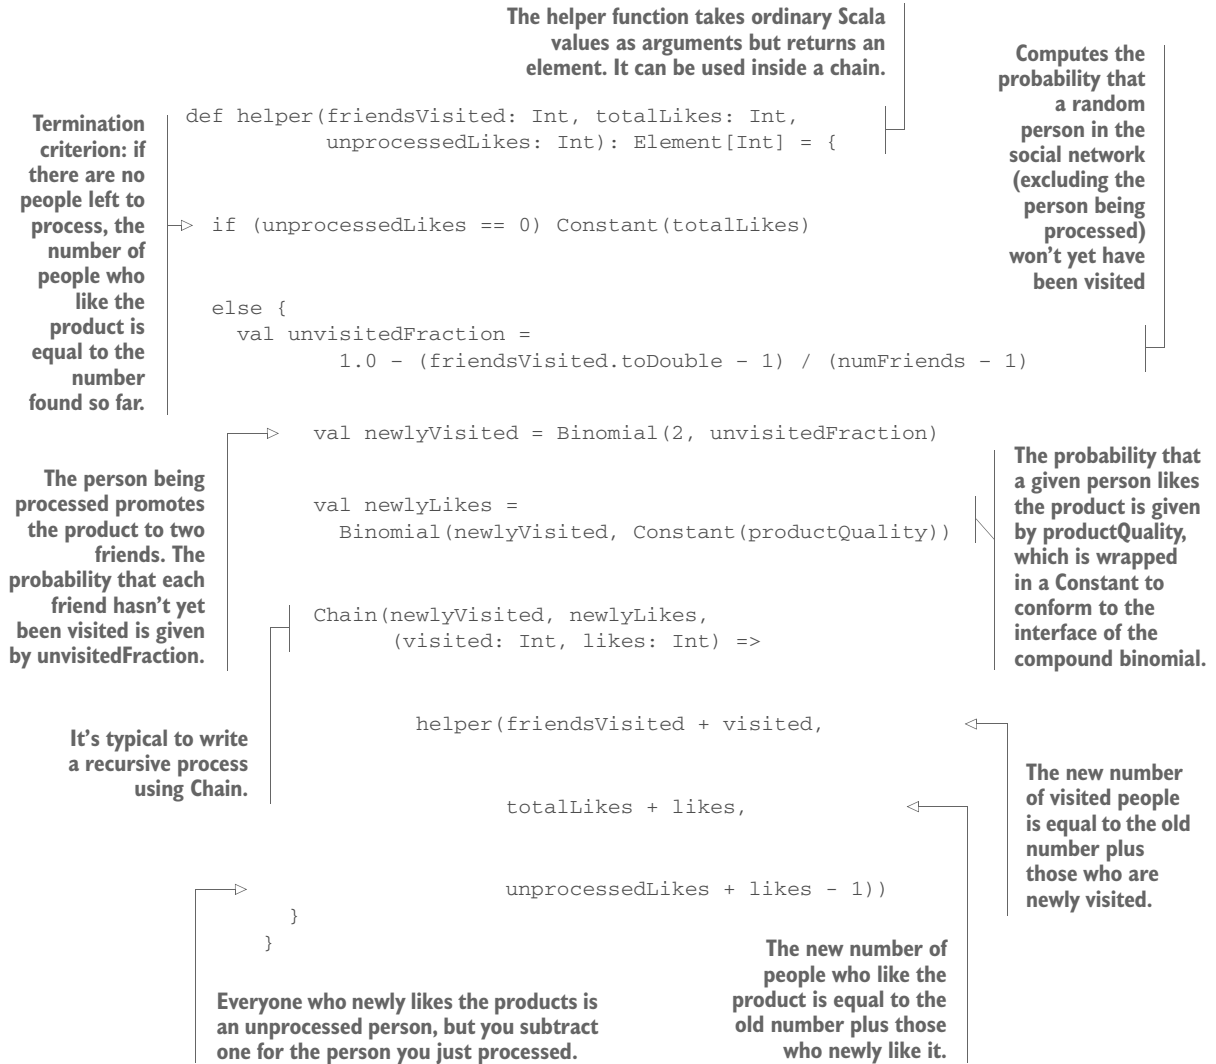 The helper function takes ordinary Scala
values as arguments but returns an
element. It can be used inside a chain.
Computes the
probability that
a random
person in the
social network
(excluding the
person being
processed)
won't yet have
been visited
def helper(friendsVisited: Int, totalLikes: Int,
unprocessedLikes: Int): Element[Int] = {
Termination
criterion: if
there are no
people left to
process, the
number of
people who
like the
product is
equal to the
number
found so far.
if (unprocessedLikes == 0) Constant(totalLikes)
else {
val unvisitedFraction =
1.0 – (friendsVisited.toDouble – 1) / (numFriends – 1)
val newlyVisited = Binomial(2, unvisitedFraction)
The person being
processed promotes
the product to two
friends. The
probability that each
friend hasn't yet
been visited is given
by unvisitedFraction.
val newlyLikes =
Binomial(newlyVisited, Constant(productQuality))
The probability that
a given person likes
the product is given
by productQuality,
which is wrapped
in a Constant to
conform to the
interface of the
compound binomial.
Chain(newlyVisited, newlyLikes,
(visited: Int, likes: Int) =>
It's typical to write
a recursive process
using Chain.
helper(friendsVisited + visited,
The new number
of visited people
is equal to the old
number plus
those who are
newly visited.
totalLikes + likes,
The new number of
people who like the
product is equal to the
old number plus those
who newly like it.
unprocessedLikes + likes - 1))
}
}
Everyone who newly likes the products is
an unprocessed person, but you subtract
one for the person you just processed.